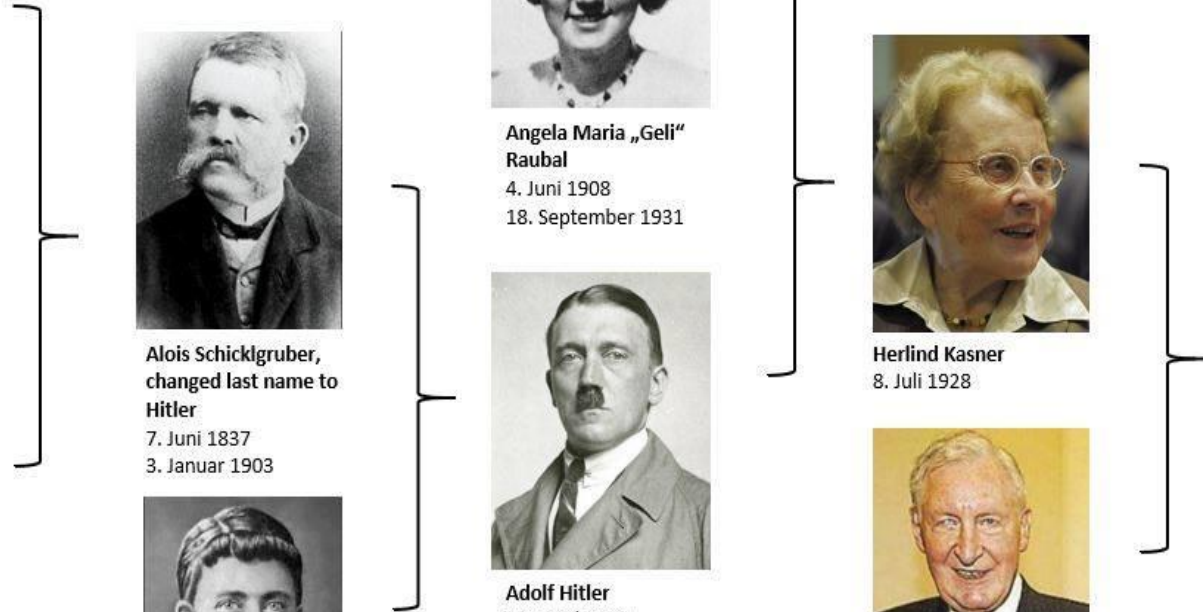 Alois Schicklgruber,
changed last name to
Hitler
7. Juni 1837
3. Januar 1903
Angela Maria „Geli“
Raubal
4. Juni 1908
18. September 1931
Adolf Hitler
Herlind Kasner
8. Juli 1928